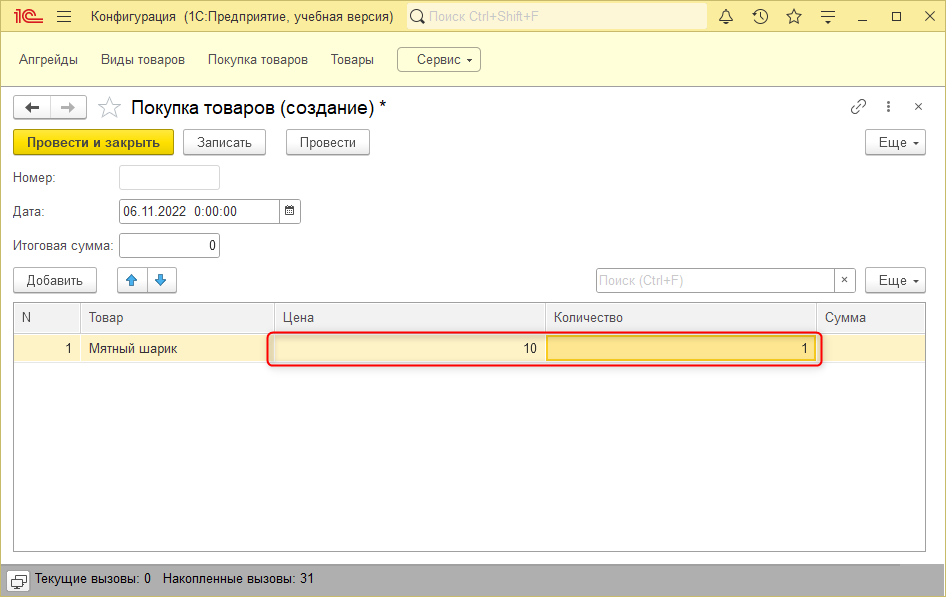 1С Конфигурация (1С:Предприятие, учебная версия) Поиск Ctrl+Shift+F
Апгрейды Виды товаров Покупка товаров Товары Сервис
Покупка товаров (создание) *
Провести и закрыть Записать Провести Еще
Номер:
Дата: 06.11.2022 0:00:00
Итоговая сумма: 0
Добавить Поиск (Ctrl+F) × Еще
N Товар Цена Количество Сумма
1 Мятный шарик 10 1
Текущие вызовы: 0 Накопленные вызовы: 31